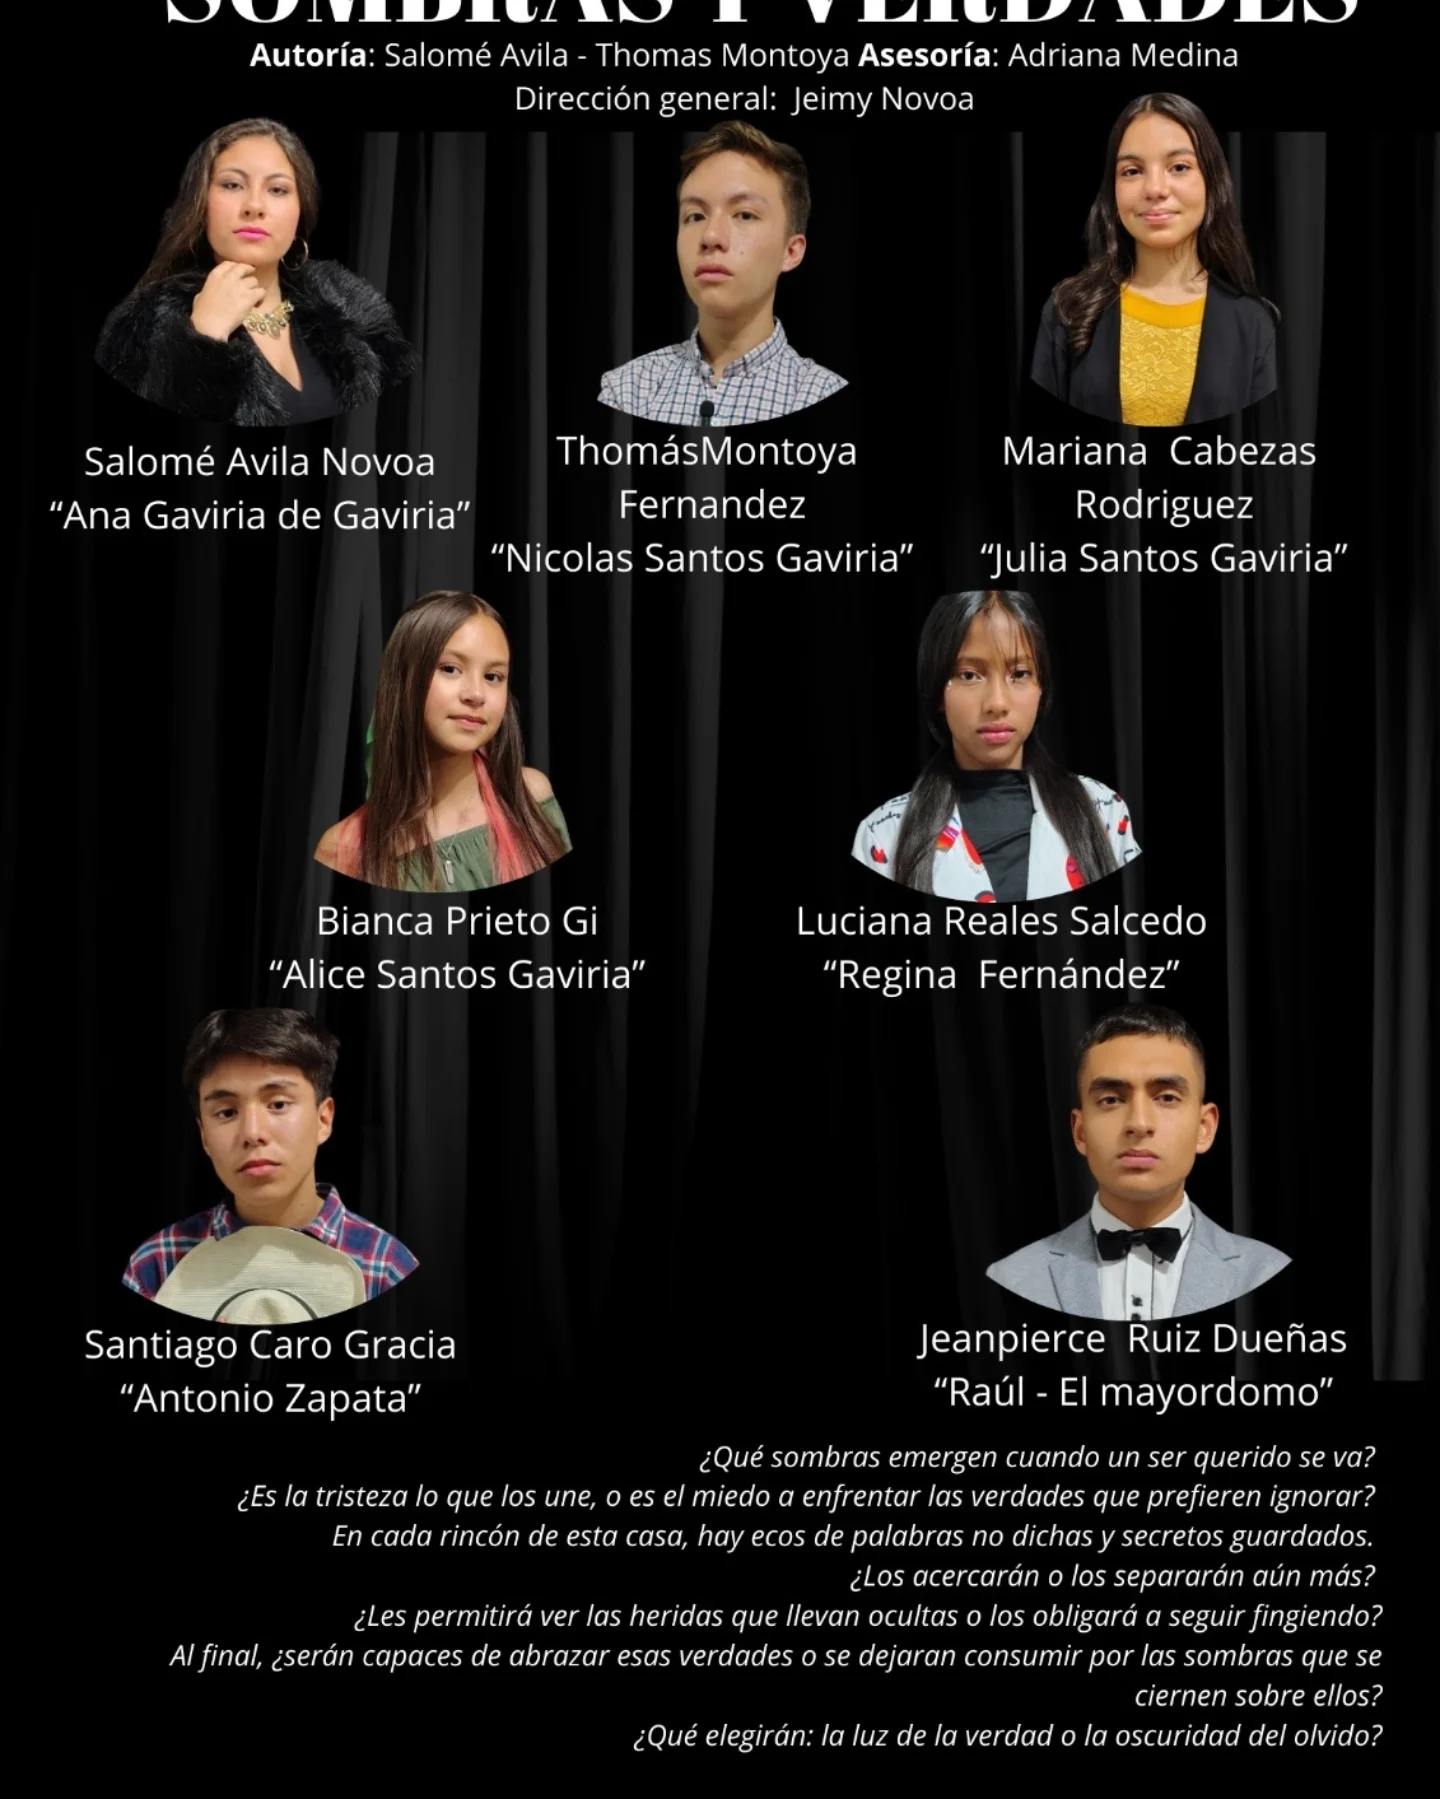 SOMBRAS Y VERDADES
Autoría: Salomé Avila - Thomas Montoya Asesoría: Adriana Medina
Dirección general: Jeimy Novoa
Salomé Avila Novoa
“Ana Gaviria de Gaviria”
ThomásMontoya
Fernandez
“Nicolas Santos Gaviria”
Mariana Cabezas
Rodriguez
“Julia Santos Gaviria”
Bianca Prieto Gi
“Alice Santos Gaviria”
Luciana Reales Salcedo
“Regina Fernández”
Santiago Caro Gracia
“Antonio Zapata”
Jeanpierce Ruiz Dueñas
“Raúl - El mayordomo”
¿Qué sombras emergen cuando un ser querido se va?
¿Es la tristeza lo que los une, o es el miedo a enfrentar las verdades que prefieren ignorar?
En cada rincón de esta casa, hay ecos de palabras no dichas y secretos guardados.
¿Los acercarán o los separarán aún más?
¿Les permitirá ver las heridas que llevan ocultas o los obligará a seguir fingiendo?
Al final, ¿serán capaces de abrazar esas verdades o se dejaran consumir por las sombras que se
ciernen sobre ellos?
¿Qué elegirán: la luz de la verdad o la oscuridad del olvido?